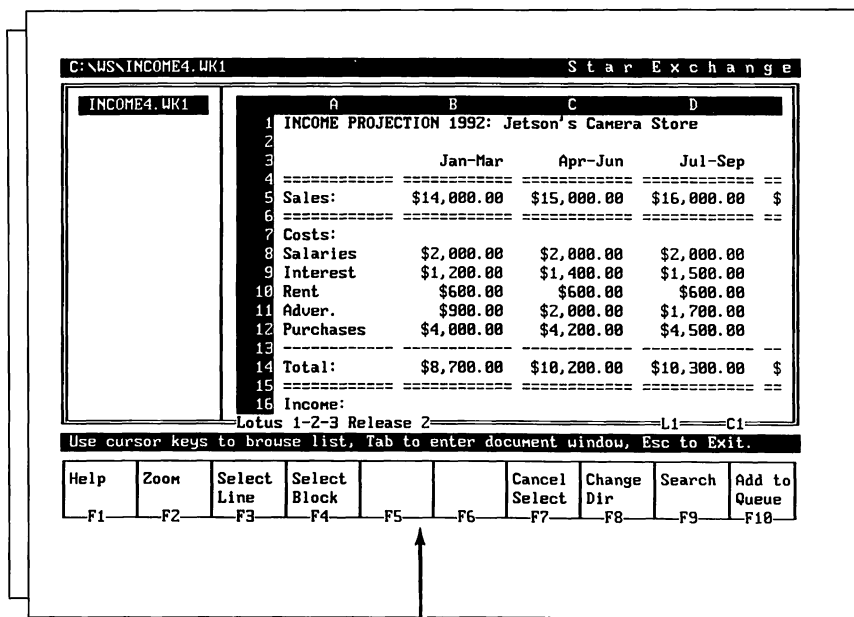 C:\WS\INCOME4.WK1 Star Exchange
INCOME4.WK1
A B C D
1 INCOME PROJECTION 1992: Jetson's Camera Store
2
3 Jan-Mar Apr-Jun Jul-Sep
4 ============ ============ ============ ============ ==
5 Sales: $14,000.00 $15,000.00 $16,000.00 $
6 ============ ============ ============ ============ ==
7 Costs:
8 Salaries $2,000.00 $2,000.00 $2,000.00
9 Interest $1,200.00 $1,400.00 $1,500.00
10 Rent $600.00 $600.00 $600.00
11 Adver. $900.00 $2,000.00 $1,700.00
12 Purchases $4,000.00 $4,200.00 $4,500.00
13 ------------ ------------ ------------ ------------ --
14 Total: $8,700.00 $10,200.00 $10,300.00 $
15 ============ ============ ============ ============ ==
16 Income:
Lotus 1-2-3 Release 2 L1 C1
Use cursor keys to browse list, Tab to enter document window, Esc to Exit.
Help Zoom Select Line Select Block Cancel Select Change Dir Search Add to Queue
F1 F2 F3 F4 F5 F6 F7 F8 F9 F10